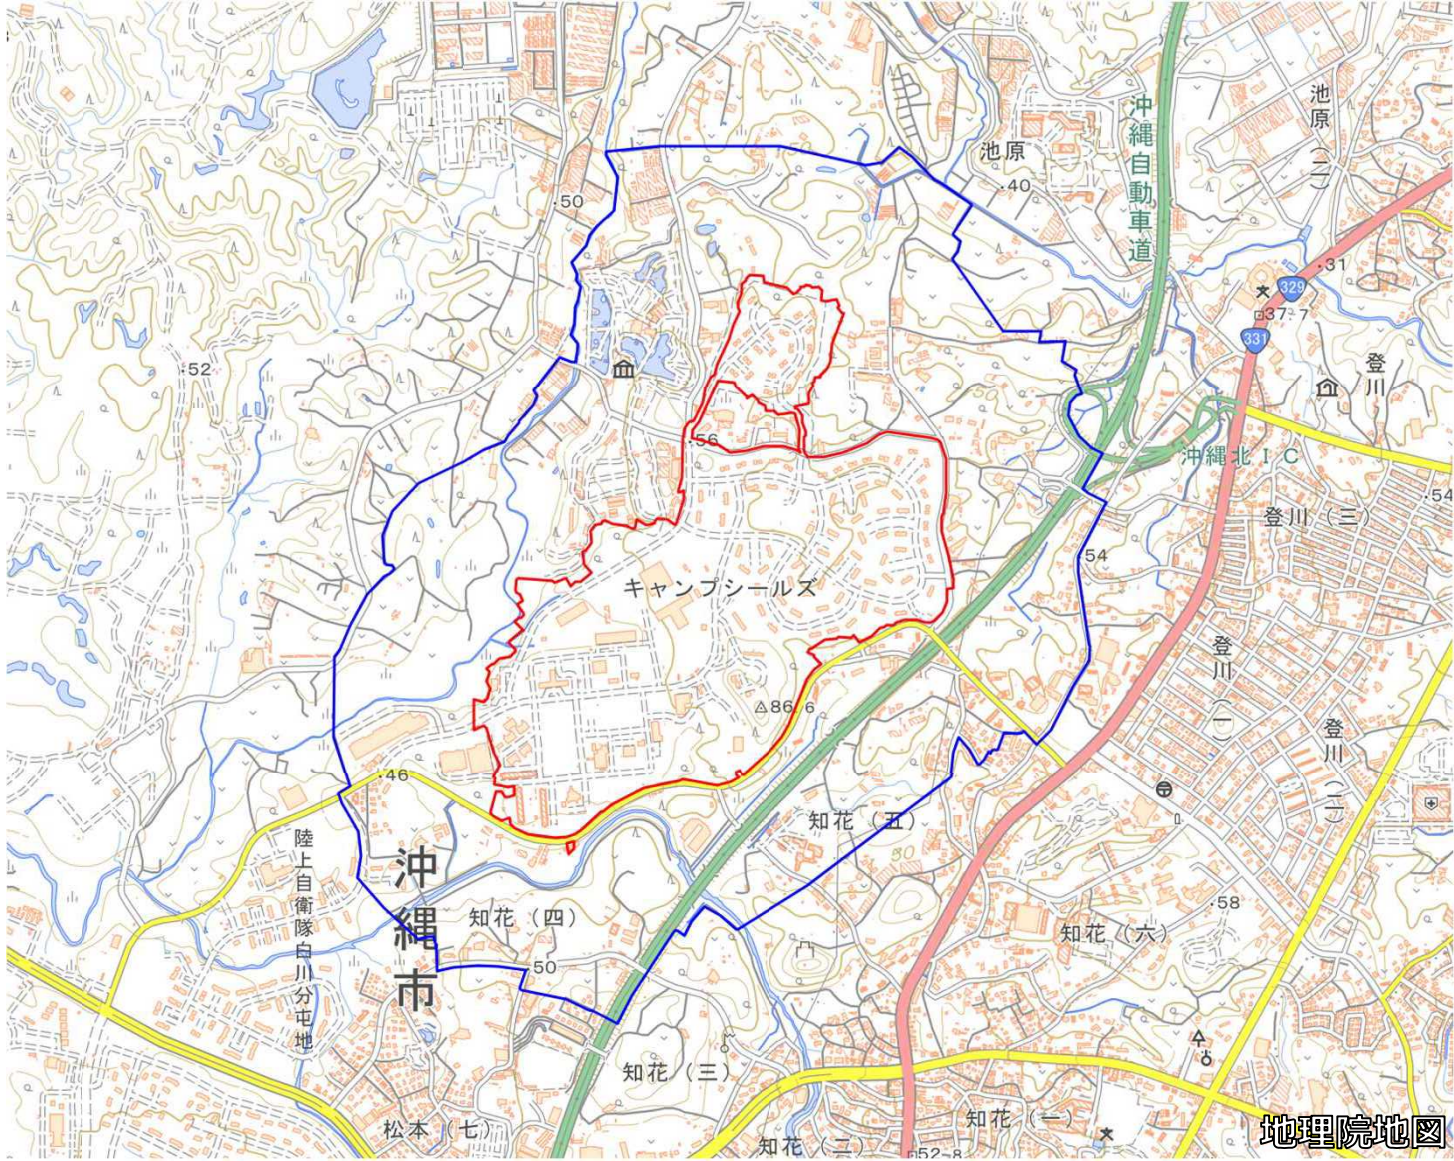 沖縄自動車道
池原(二)
池原
・40
・50
・31
329
37-7
331
・52
登川
・56
沖縄北IC
・54
登川(三)
54
キャンプシールズ
登川(一)
86.6
登川(二)
・46
知花(五)
50
陸上自衛隊白川分屯地
沖縄市
知花(四)
・58
知花(六)
50
知花(三)
知花(一)
松本(七)
知花(二)
52-8
地理院地図